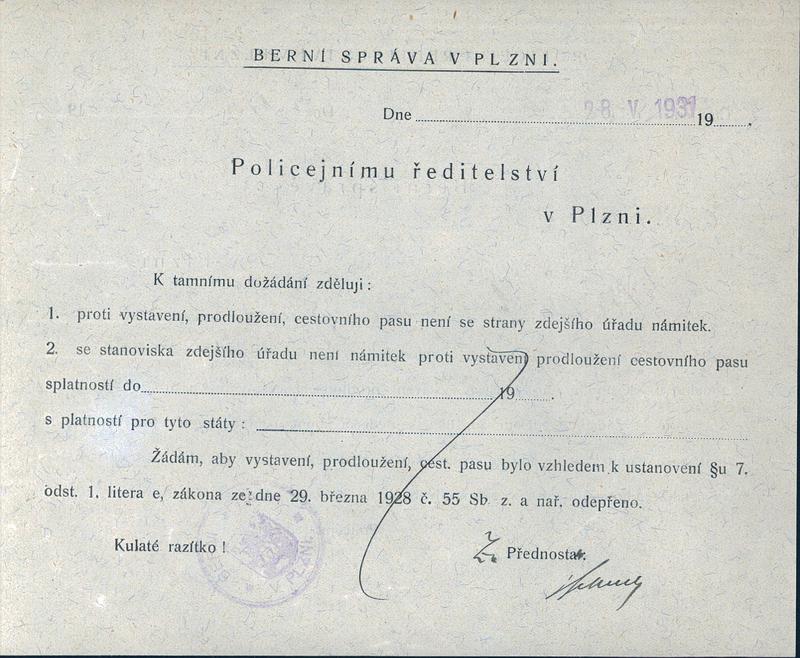 BERNÍ SPRÁVA V PLZNI.
Dne 28. V. 1931 19
Policejnímu ředitelství
v Plzni.
K tamnímu dožádání zděluji:
1. proti vystavení, prodloužení, cestovního pasu není se strany zdejšího úřadu námitek.
2. se stanoviska zdejšího úřadu není námitek proti vystavení prodloužení cestovního pasu
splatností do 19 .
s platností pro tyto státy:
Žádám, aby vystavení, prodloužení, cest. pasu bylo vzhledem k ustanovení §u 7.
odst. 1. litera e, zákona ze dne 29. března 1928 č. 55 Sb z. a nař. odepřeno.
Kulaté razítko!
BERNÍ V PLZNI.
Za Přednosta: